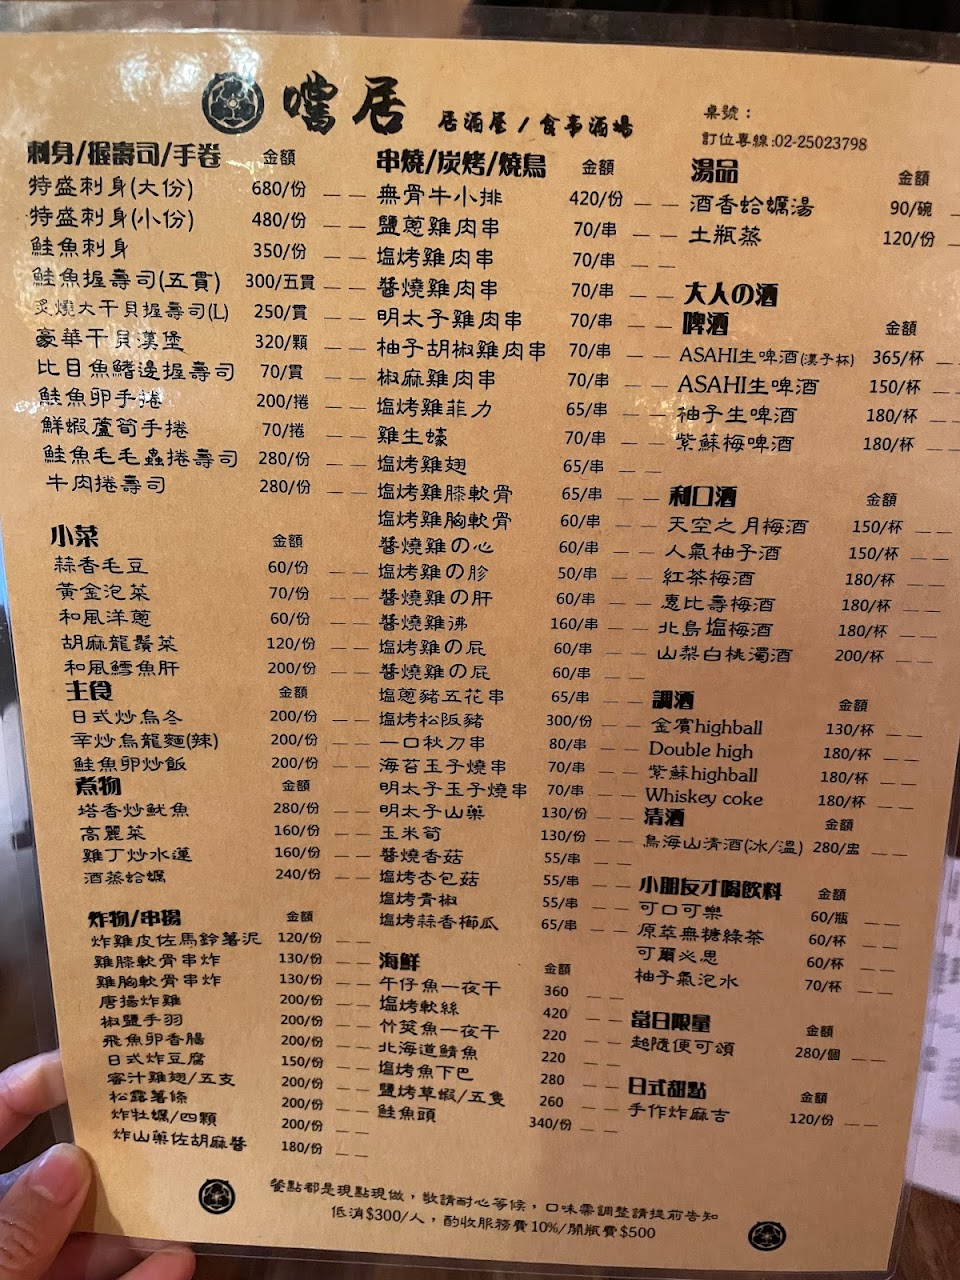 嚐居 居酒屋/食事酒場
桌號：
訂位專線:02-25023798
刺身/握壽司/手卷 金額
特盛刺身(大份) 680/份
特盛刺身(小份) 480/份
鮭魚刺身 350/份
鮭魚握壽司(五貫) 300/五貫
炙燒大干貝握壽司(L) 250/貫
豪華干貝漢堡 320/顆
比目魚鰭邊握壽司 70/貫
鮭魚卵手捲 200/捲
鮮蝦蘆筍手捲 70/捲
鮭魚毛毛蟲捲壽司 280/份
牛肉捲壽司 280/份
小菜 金額
蒜香毛豆 60/份
黃金泡菜 70/份
和風洋蔥 60/份
胡麻龍鬚菜 120/份
和風鱈魚肝 200/份
主食 金額
日式炒烏冬 200/份
辛炒烏龍麵(辣) 200/份
鮭魚卵炒飯 200/份
煮物 金額
塔香炒魷魚 280/份
高麗菜 160/份
雞丁炒水蓮 160/份
酒蒸蛤蠣 240/份
炸物/串揚 金額
炸雞皮佐馬鈴薯泥 120/份
雞膝軟骨串炸 130/份
雞胸軟骨串炸 130/份
唐揚炸雞 200/份
椒鹽手羽 200/份
飛魚卵香腸 200/份
日式炸豆腐 150/份
蜜汁雞翅/五支 200/份
松露薯條 200/份
炸牡蠣/四顆 200/份
炸山藥佐胡麻醬 180/份
串燒/炭烤/燒鳥 金額
無骨牛小排 420/份
鹽蔥雞肉串 70/串
塩烤雞肉串 70/串
醬燒雞肉串 70/串
明太子雞肉串 70/串
柚子胡椒雞肉串 70/串
椒麻雞肉串 70/串
塩烤雞菲力 65/串
雞生蠔 70/串
塩烤雞翅 65/串
塩烤雞膝軟骨 65/串
塩烤雞胸軟骨 60/串
醬燒雞の心 60/串
塩烤雞の胗 50/串
醬燒雞の肝 60/串
醬燒雞彿 160/串
塩烤雞の屁 60/串
醬燒雞の屁 60/串
塩蔥豬五花串 65/串
塩烤松阪豬 300/份
一口秋刀串 80/串
海苔玉子燒串 70/串
明太子玉子燒串 70/串
明太子山藥 130/份
玉米筍 130/份
醬燒香菇 55/串
塩烤杏包菇 55/串
塩烤青椒 55/串
塩烤蒜香櫛瓜 65/串
海鮮 金額
午仔魚一夜干 360
塩烤軟絲 420
竹筴魚一夜干 220
北海道鯖魚 220
塩烤魚下巴 280
鹽烤草蝦/五隻 260
鮭魚頭 340/份
湯品 金額
酒香蛤蠣湯 90/碗
土瓶蒸 120/份
大人の酒
啤酒 金額
ASAHI生啤酒(漢子杯) 365/杯
ASAHI生啤酒 150/杯
柚子生啤酒 180/杯
紫蘇梅啤酒 180/杯
利口酒 金額
天空之月梅酒 150/杯
人氣柚子酒 150/杯
紅茶梅酒 180/杯
惠比壽梅酒 180/杯
北島塩梅酒 180/杯
山梨白桃濁酒 200/杯
調酒 金額
金賓highball 130/杯
Double high 180/杯
紫蘇highball 180/杯
Whiskey coke 180/杯
清酒 金額
鳥海山清酒(冰/溫) 280/盅
小朋友才喝飲料 金額
可口可樂 60/瓶
原萃無糖綠茶 60/杯
可爾必思 60/杯
柚子氣泡水 70/杯
當日限量 金額
超隨便可頌 280/個
日式甜點 金額
手作炸麻吉 120/份
餐點都是現點現做，敬請耐心等候，口味需調整請提前告知
低消$300/人，酌收服務費10%/開瓶費$500